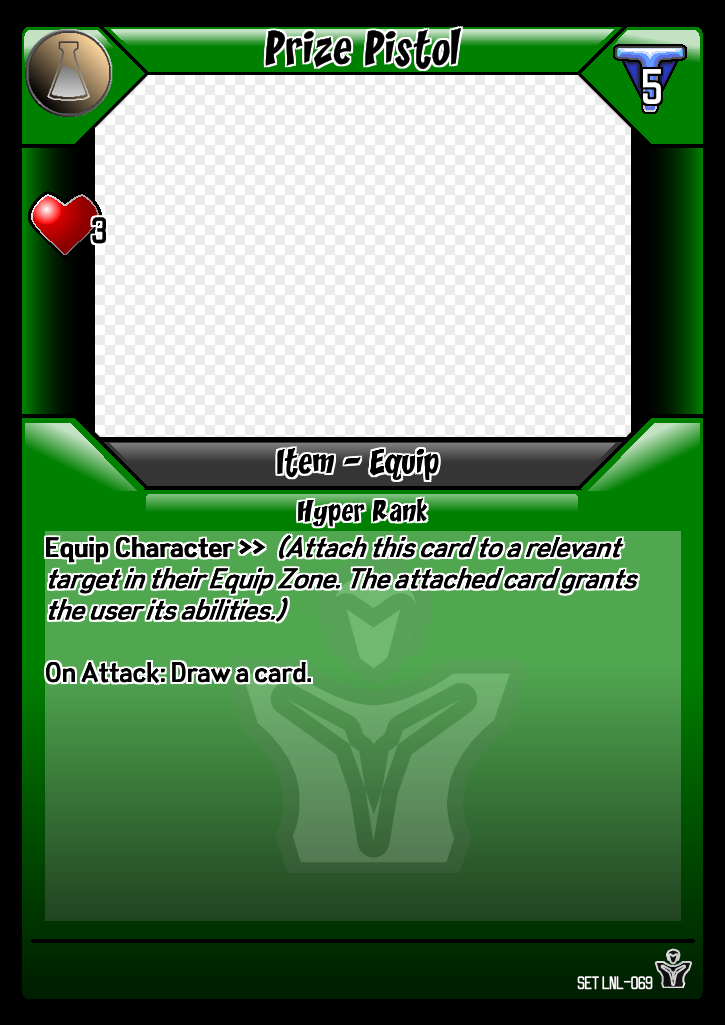 Prize Pistol
5
3
Item - Equip
Hyper Rank
Equip Character >> (Attach this card to a relevant
target in their Equip Zone. The attached card grants
the user its abilities.)
On Attack: Draw a card.
SET LNL-069